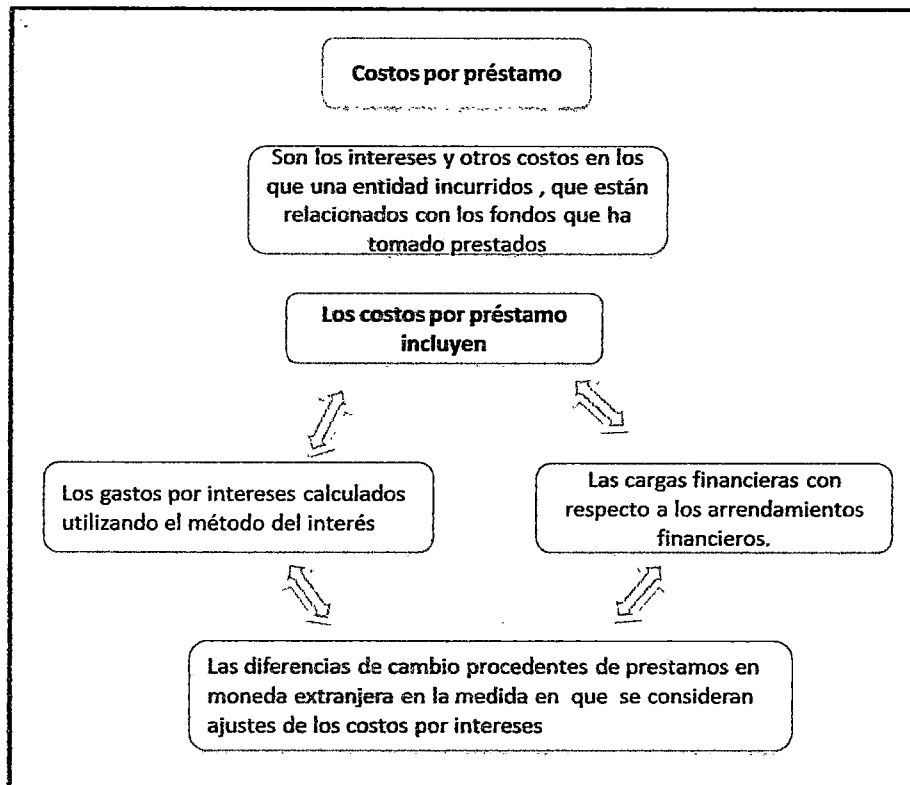 Costos por préstamo
Son los intereses y otros costos en los
que una entidad incurridos , que están
relacionados con los fondos que ha
tomado prestados
Los costos por préstamo
incluyen
Los gastos por intereses calculados
utilizando el método del interés
Las cargas financieras con
respecto a los arrendamientos
financieros.
Las diferencias de cambio procedentes de prestamos en
moneda extranjera en la medida en que se consideran
ajustes de los costos por intereses